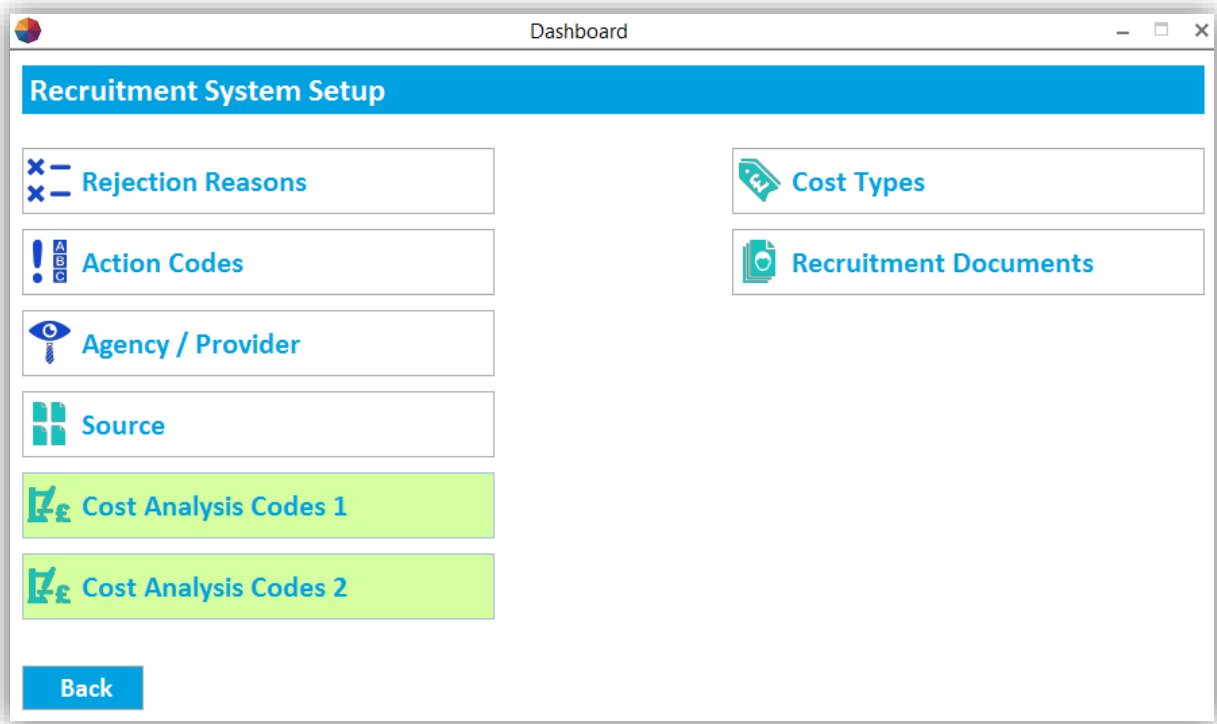 Dashboard
Recruitment System Setup
Rejection Reasons
Action Codes
Agency / Provider
Source
Cost Analysis Codes 1
Cost Analysis Codes 2
Cost Types
Recruitment Documents
Back